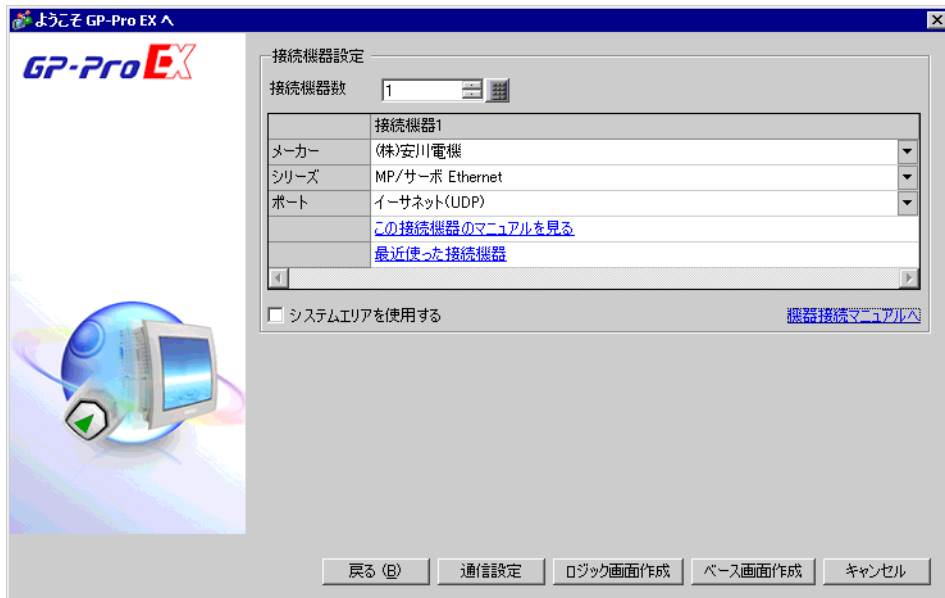 ようこそ GP-Pro EX へ
GP-Pro EX
接続機器設定
接続機器数 1
接続機器1
メーカー (株)安川電機
シリーズ MP/サーボ Ethernet
ポート イーサネット(UDP)
この接続機器のマニュアルを見る
最近使った接続機器
システムエリアを使用する 機器接続マニュアルへ
戻る (B) 通信設定 ロジック画面作成 ベース画面作成 キャンセル